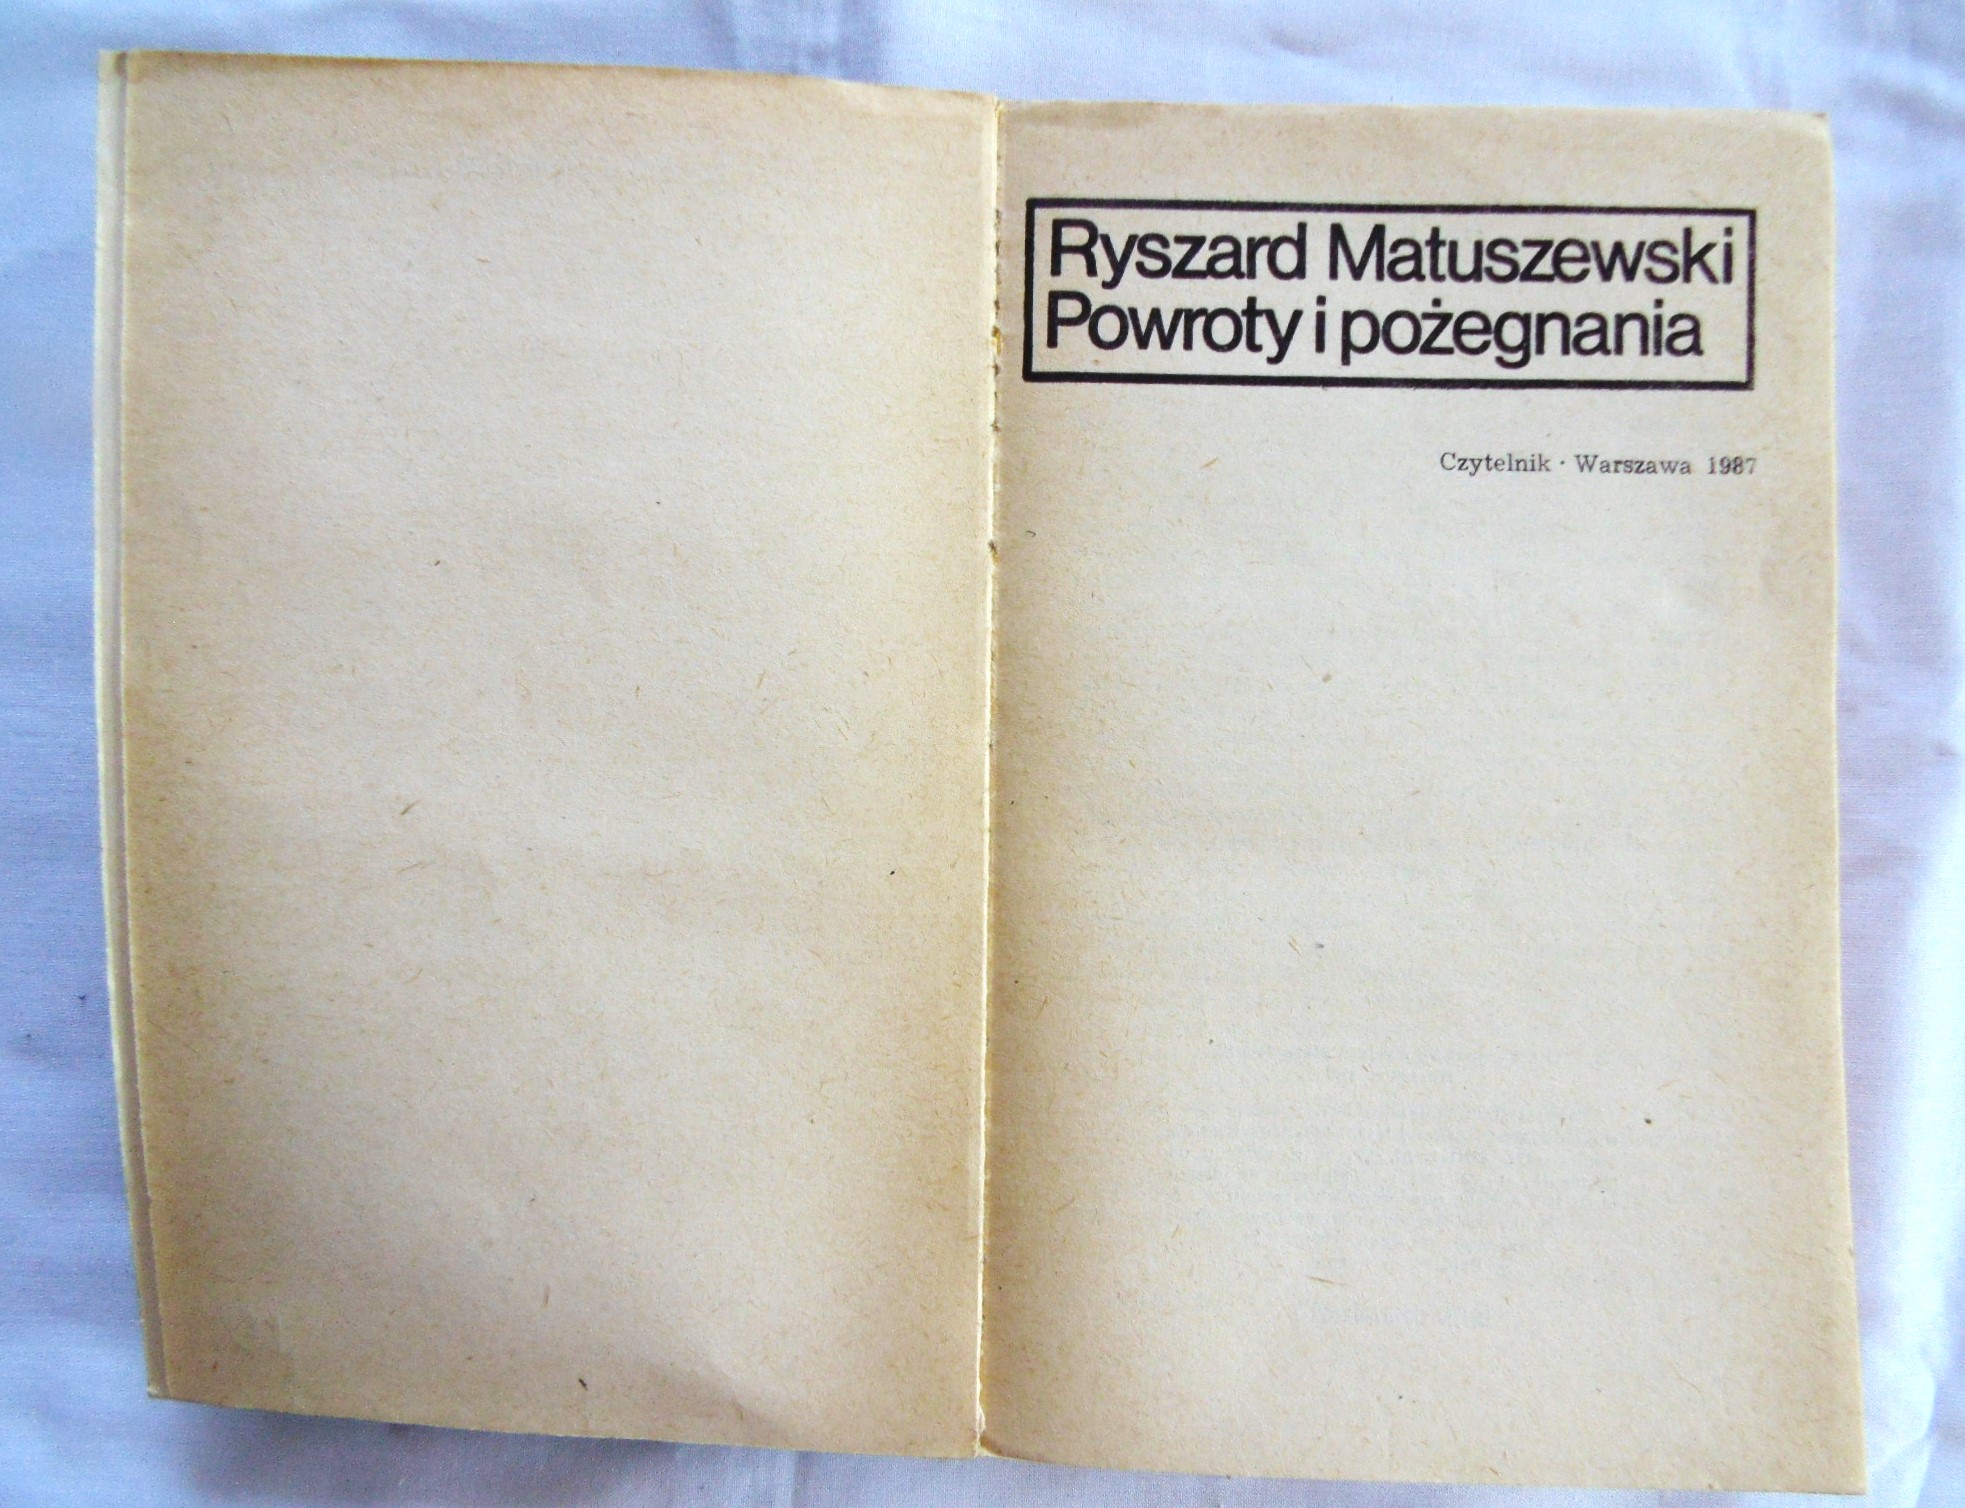 Ryszard Matuszewski
Powroty i pożegnania
Czytelnik · Warszawa 1987